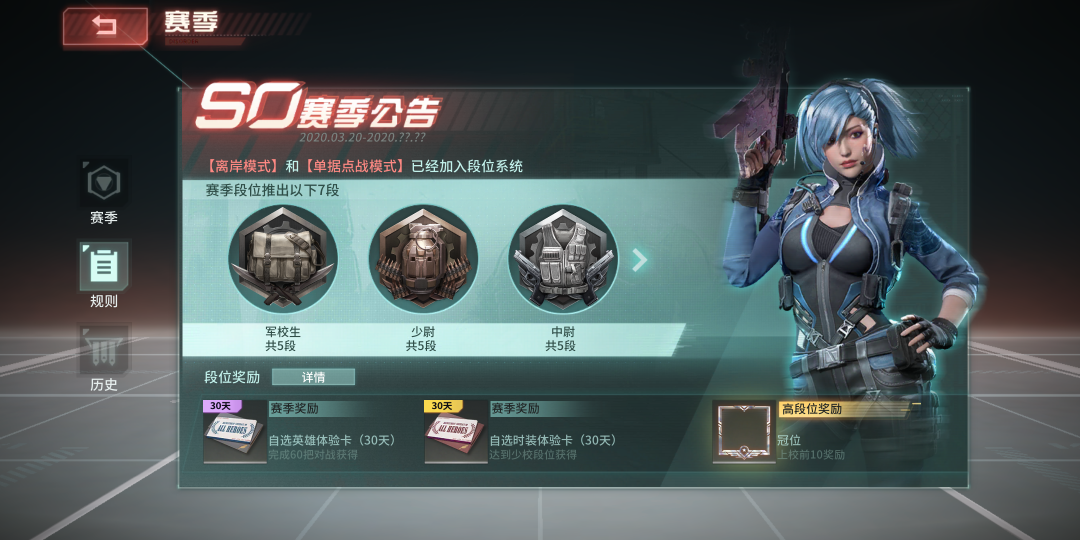 赛季
S0赛季公告
2020.03.20-2020.??.??
【离岸模式】和【单据点战模式】已经加入段位系统
赛季段位推出以下7段
赛季
规则
历史
军校生
共5段
少尉
共5段
中尉
共5段
段位奖励
详情
30天
赛季奖励
ALL HEROES
自选英雄体验卡（30天）
完成60把对战获得
30天
赛季奖励
ALL HEROES
自选时装体验卡（30天）
达到少校段位获得
高段位奖励
冠位
上校前10奖励